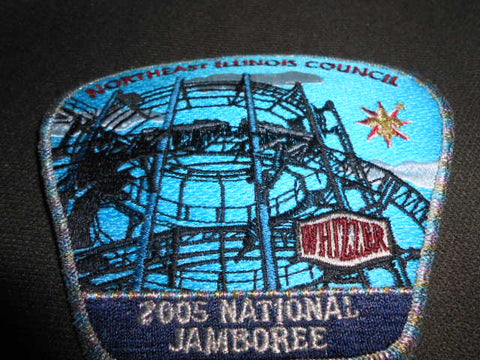 NORTHEAST ILLINOIS COUNCIL
WHIZZER
2005 NATIONAL
JAMBOREE